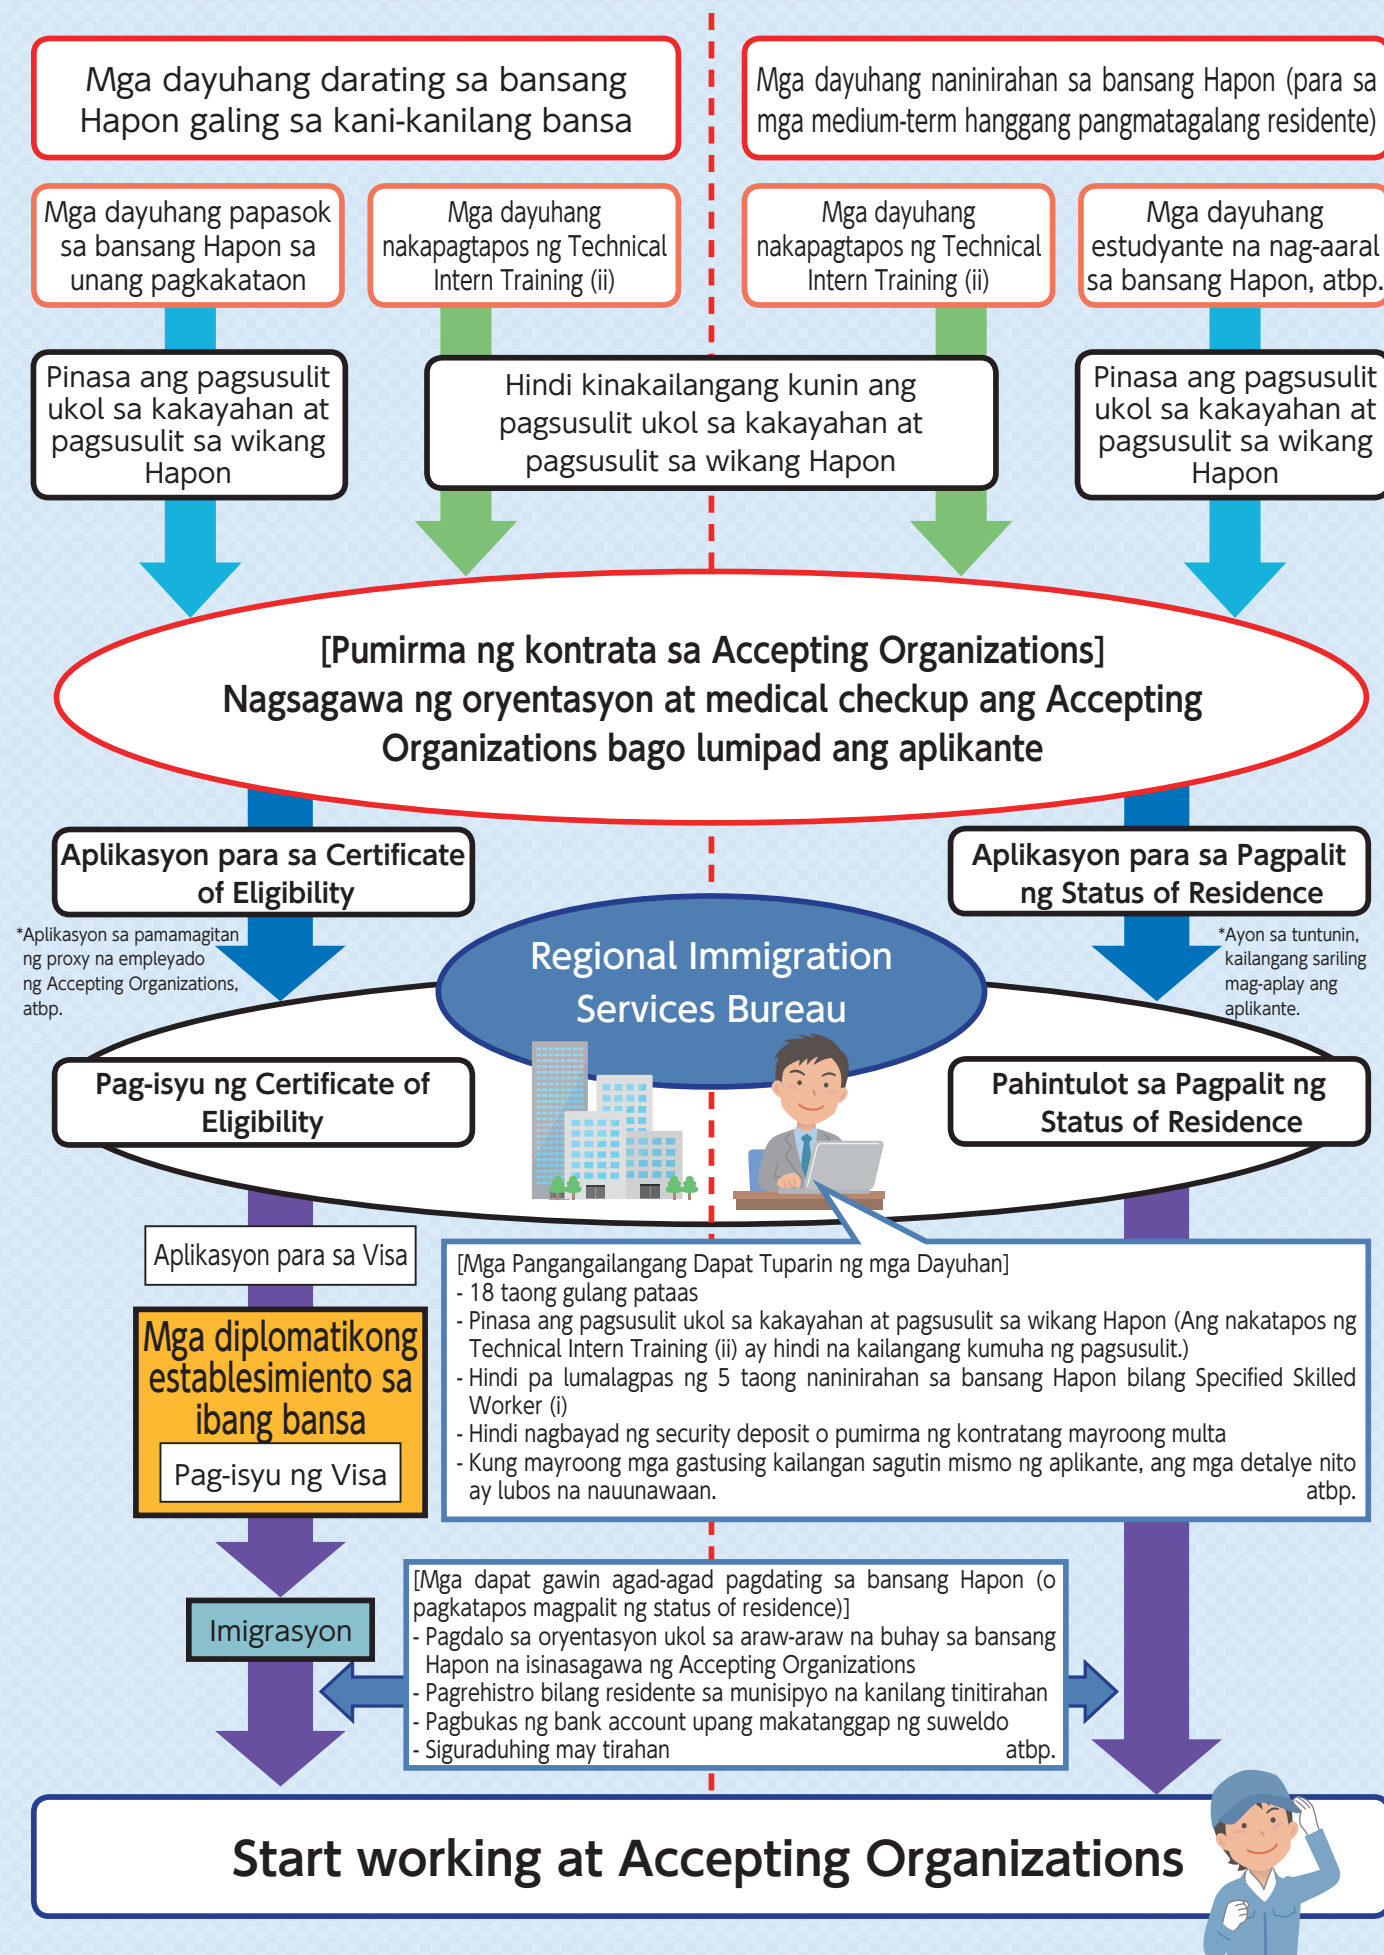 Mga dayuhang darating sa bansang
Hapon galing sa kani-kanilang bansa
Mga dayuhang naninirahan sa bansang Hapon (para sa
mga medium-term hanggang pangmatagalang residente)
Mga dayuhang papasok
sa bansang Hapon sa
unang pagkakataon
Mga dayuhang
nakapagtapos ng Technical
Intern Training (ii)
Mga dayuhang
nakapagtapos ng Technical
Intern Training (ii)
Mga dayuhang
estudyante na nag-aaral
sa bansang Hapon, atbp.
Pinasa ang pagsusulit
ukol sa kakayahan at
pagsusulit sa wikang
Hapon
Hindi kinakailangang kunin ang
pagsusulit ukol sa kakayahan at
pagsusulit sa wikang Hapon
Pinasa ang pagsusulit
ukol sa kakayahan at
pagsusulit sa wikang
Hapon
[Pumirma ng kontrata sa Accepting Organizations]
Nagsagawa ng oryentasyon at medical checkup ang Accepting
Organizations bago lumipad ang aplikante
Aplikasyon para sa Certificate
of Eligibility
*Aplikasyon sa pamamagitan
ng proxy na empleyado
ng Accepting Organizations,
atbp.
Aplikasyon para sa Pagpalit
ng Status of Residence
*Ayon sa tuntunin,
kailangang sariling
mag-aplay ang
aplikante.
Regional Immigration
Services Bureau
Pag-isyu ng Certificate of
Eligibility
Pahintulot sa Pagpalit ng
Status of Residence
Aplikasyon para sa Visa
Mga diplomatikong
establesimiento sa
ibang bansa
Pag-isyu ng Visa
[Mga Pangangailangang Dapat Tuparin ng mga Dayuhan]
- 18 taong gulang pataas
- Pinasa ang pagsusulit ukol sa kakayahan at pagsusulit sa wikang Hapon (Ang nakatapos ng
Technical Intern Training (ii) ay hindi na kailangang kumuha ng pagsusulit.)
- Hindi pa lumalagpas ng 5 taong naninirahan sa bansang Hapon bilang Specified Skilled
Worker (i)
- Hindi nagbayad ng security deposit o pumirma ng kontratang mayroong multa
- Kung mayroong mga gastusing kailangan sagutin mismo ng aplikante, ang mga detalye nito
ay lubos na nauunawaan. atbp.
Imigrasyon
[Mga dapat gawin agad-agad pagdating sa bansang Hapon (o
pagkatapos magpalit ng status of residence)]
- Pagdalo sa oryentasyon ukol sa araw-araw na buhay sa bansang
Hapon na isinasagawa ng Accepting Organizations
- Pagrehistro bilang residente sa munisipyo na kanilang tinitirahan
- Pagbukas ng bank account upang makatanggap ng suweldo
- Siguraduhing may tirahan atbp.
Start working at Accepting Organizations